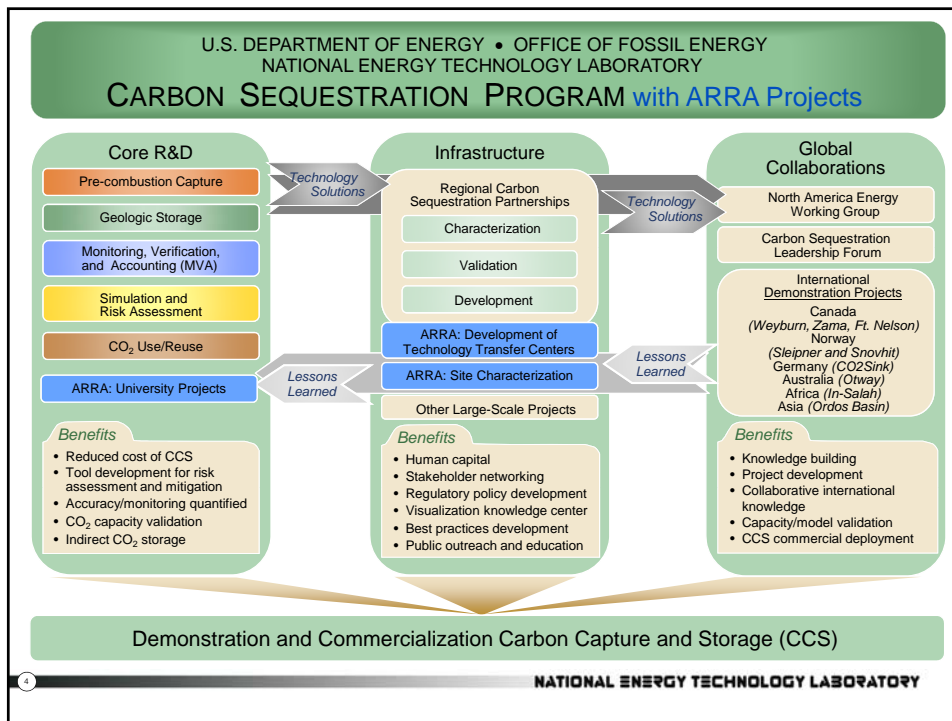 U.S. DEPARTMENT OF ENERGY • OFFICE OF FOSSIL ENERGY
NATIONAL ENERGY TECHNOLOGY LABORATORY
CARBON SEQUESTRATION PROGRAM with ARRA Projects
Core R&D
Pre-combustion Capture
Geologic Storage
Monitoring, Verification,
and Accounting (MVA)
Simulation and
Risk Assessment
CO2 Use/Reuse
ARRA: University Projects
Benefits
• Reduced cost of CCS
• Tool development for risk
assessment and mitigation
• Accuracy/monitoring quantified
• CO2 capacity validation
• Indirect CO2 storage
Technology
Solutions
Lessons
Learned
Infrastructure
Regional Carbon
Sequestration Partnerships
Characterization
Validation
Development
ARRA: Development of
Technology Transfer Centers
ARRA: Site Characterization
Other Large-Scale Projects
Benefits
• Human capital
• Stakeholder networking
• Regulatory policy development
• Visualization knowledge center
• Best practices development
• Public outreach and education
Technology
Solutions
Lessons
Learned
Global
Collaborations
North America Energy
Working Group
Carbon Sequestration
Leadership Forum
International
Demonstration Projects
Canada
(Weyburn, Zama, Ft. Nelson)
Norway
(Sleipner and Snovhit)
Germany (CO2Sink)
Australia (Otway)
Africa (In-Salah)
Asia (Ordos Basin)
Benefits
• Knowledge building
• Project development
• Collaborative international
knowledge
• Capacity/model validation
• CCS commercial deployment
Demonstration and Commercialization Carbon Capture and Storage (CCS)
4
NATIONAL ENERGY TECHNOLOGY LABORATORY